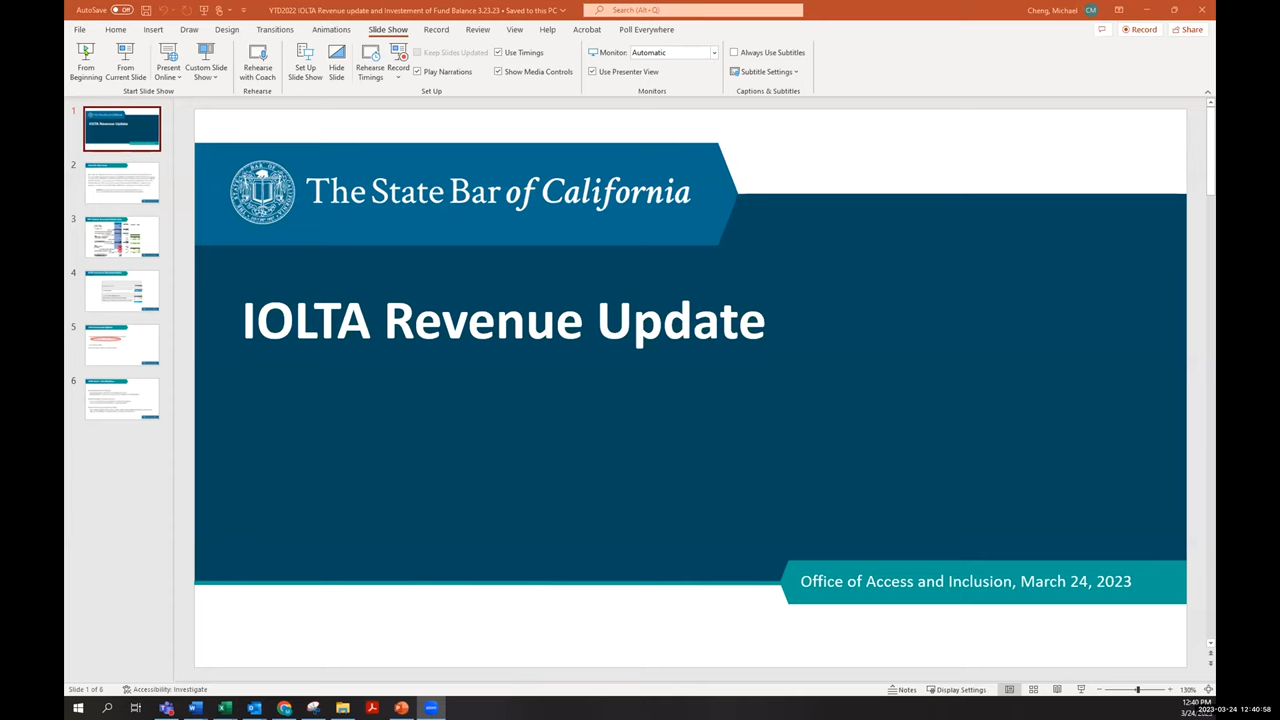 AutoSave Off
YTD2022 IOLTA Revenue update and Investement of Fund Balance 3.23.23 • Saved to this PC
Search (Alt+Q)
Cheng, Michael CM
File Home Insert Draw Design Transitions Animations Slide Show Record Review View Help Acrobat Poll Everywhere
Record Share
From Beginning
From Current Slide
Present Online
Custom Slide Show
Rehearse with Coach
Set Up Slide Show
Hide Slide
Rehearse Timings
Record
Keep Slides Updated
Play Narrations
Use Timings
Show Media Controls
Monitor: Automatic
Use Presenter View
Always Use Subtitles
Subtitle Settings
Start Slide Show Rehearse Set Up Monitors Captions & Subtitles
1
2
3
4
5
6
The State Bar of California
IOLTA Revenue Update
Office of Access and Inclusion, March 24, 2023
Slide 1 of 6
Accessibility: Investigate
Notes
Display Settings
130%
12:40 PM
2023-03-24 12:40:58